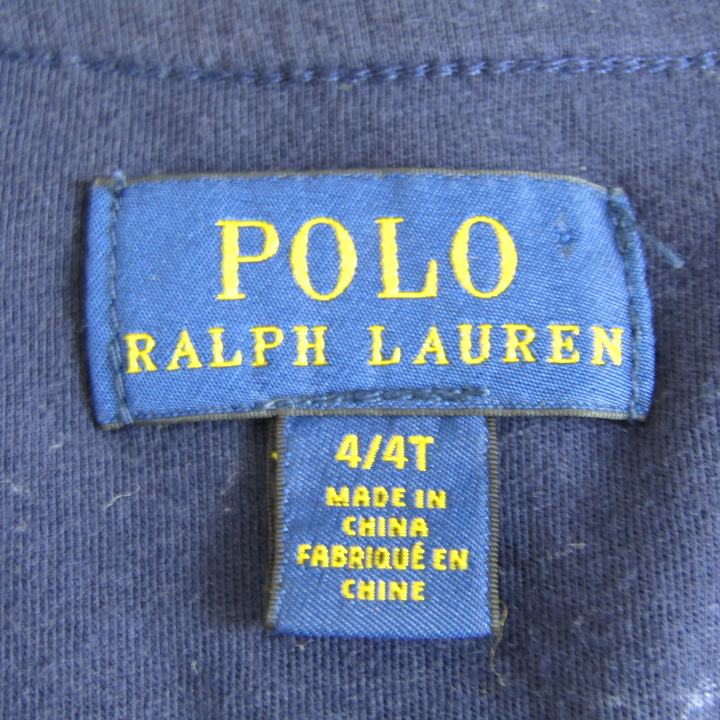 POLO
RALPH LAUREN
4/4T
MADE IN
CHINA
FABRIQUÉ EN
CHINE